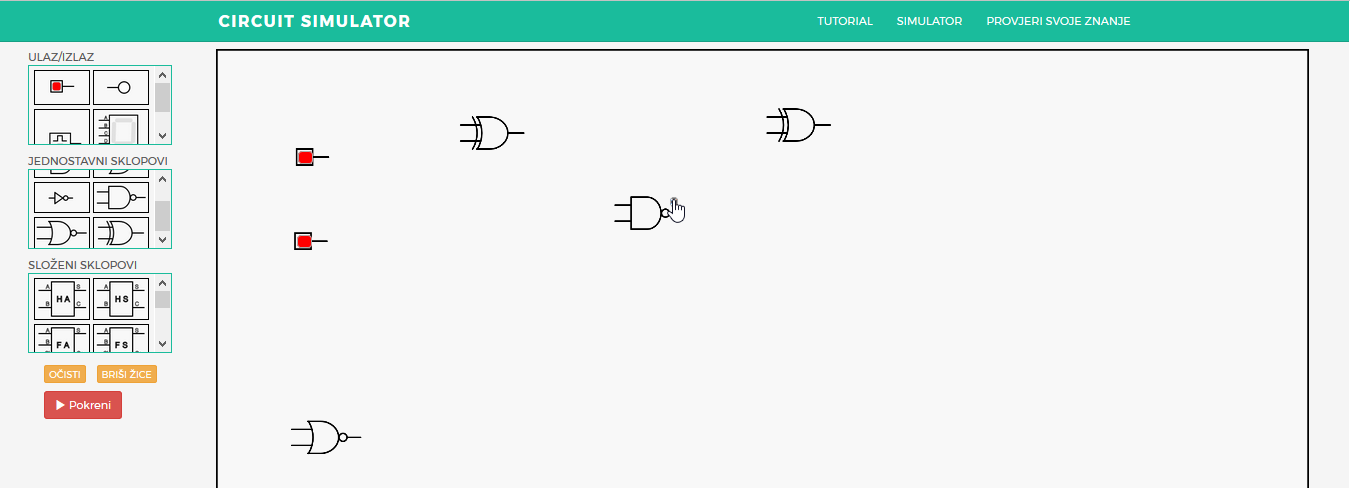 CIRCUIT SIMULATOR
TUTORIAL SIMULATOR PROVJERI SVOJE ZNANJE
ULAZ/IZLAZ
A
B
C
D
JEDNOSTAVNI SKLOPOVI
SLOŽENI SKLOPOVI
A S A S
HA HS
B C B C
A S A S
B FA B FS
OČISTI BRIŠI ŽICE
Pokreni